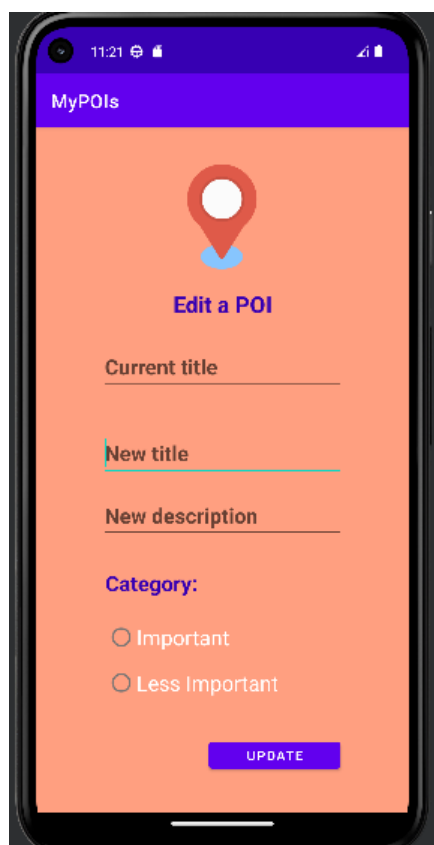 11:21
MyPOIs
Edit a POI
Current title
New title
New description
Category:
Important
Less Important
UPDATE